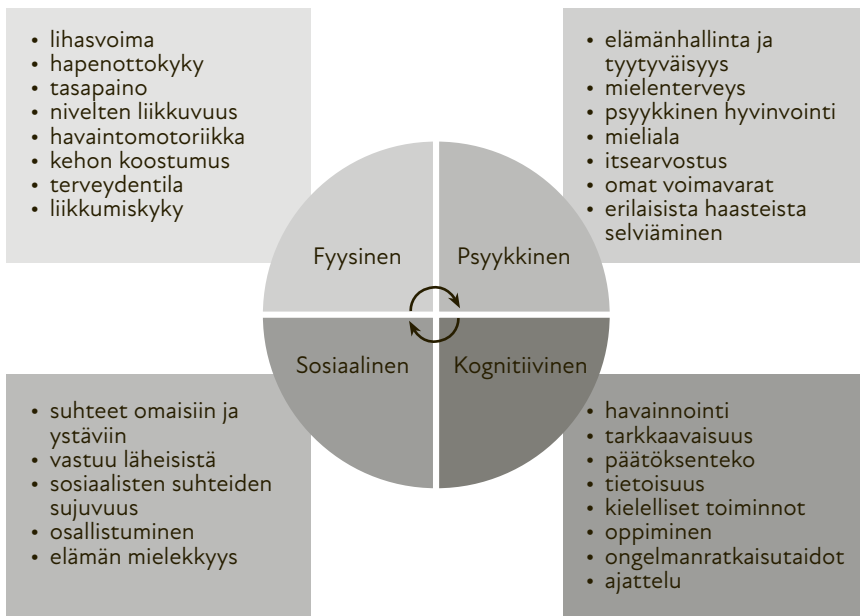 • lihasvoima
• hapenottokyky
• tasapaino
• nivelten liikkuvuus
• havaintomotoriikka
• kehon koostumus
• terveydentila
• liikkumiskyky
• elämänhallinta ja
tyytyväisyys
• mielenterveys
• psyykkinen hyvinvointi
• mieliala
• itsearvostus
• omat voimavarat
• erilaisista haasteista
selviäminen
Fyysinen
Psyykkinen
Sosiaalinen
Kognitiivinen
• suhteet omaisiin ja
ystäviin
• vastuu läheisistä
• sosiaalisten suhteiden
sujuvuus
• osallistuminen
• elämän mielekkyys
• havainnointi
• tarkkaavaisuus
• päätöksenteko
• tietoisuus
• kielelliset toiminnot
• oppiminen
• ongelmanratkaisutaidot
• ajattelu